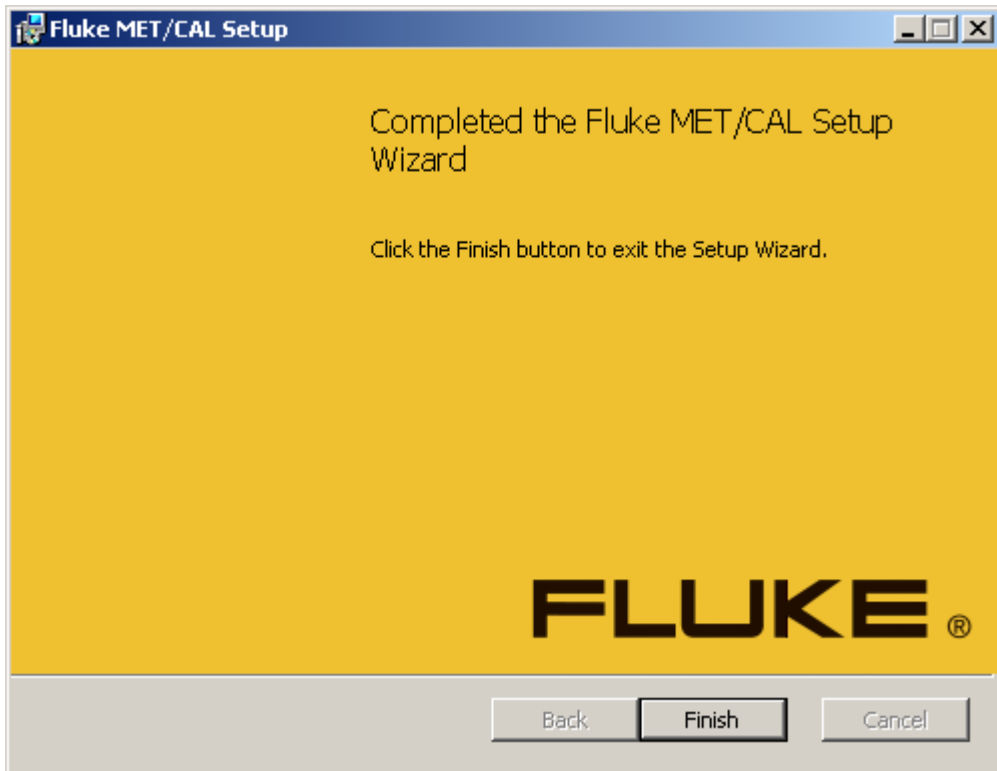 Fluke MET/CAL Setup
Completed the Fluke MET/CAL Setup
Wizard
Click the Finish button to exit the Setup Wizard.
FLUKE ®
Back
Finish
Cancel